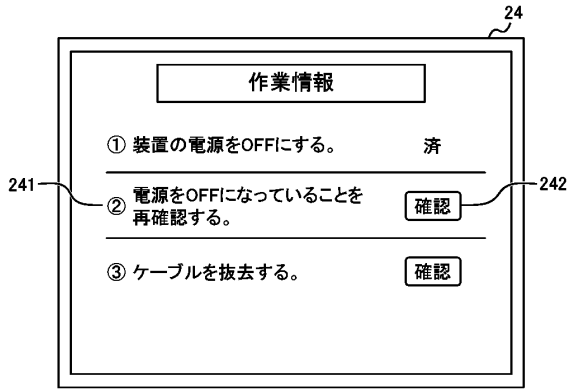 24
作業情報
① 装置の電源をOFFにする。 済
241
② 電源をOFFになっていることを
再確認する。
確認
242
③ ケーブルを抜去する。 確認